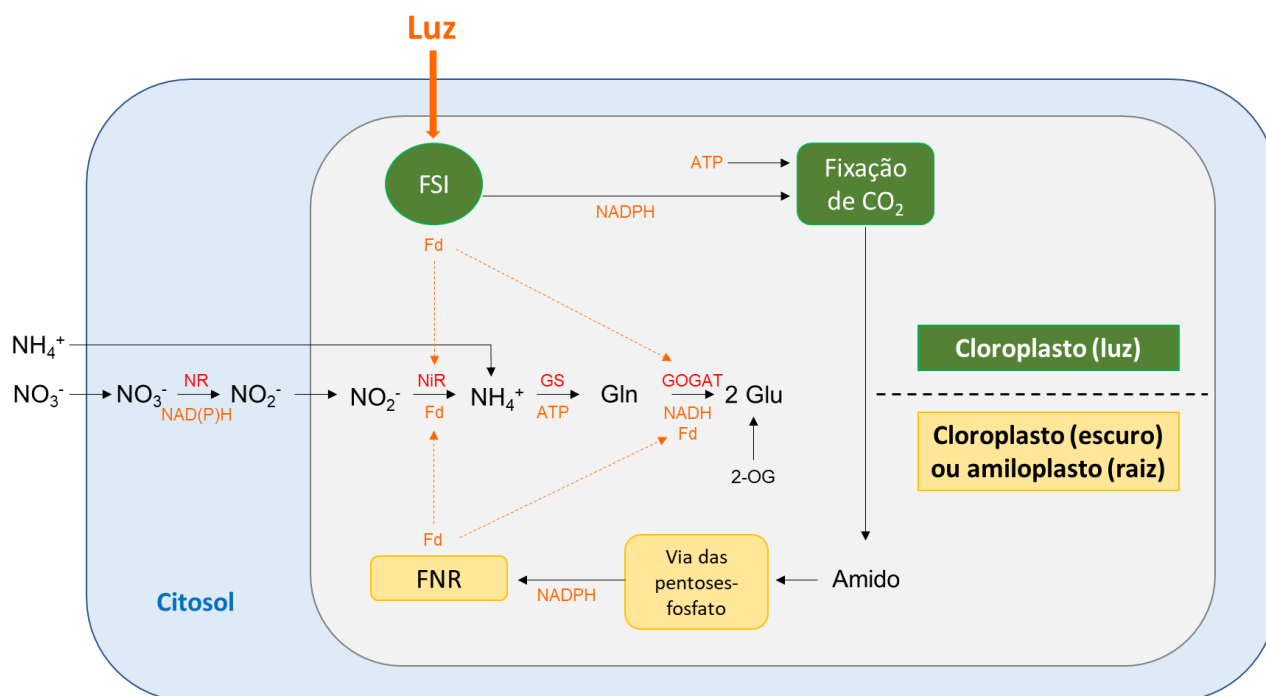 Luz
FSI
ATP
NADPH
Fixação
de CO₂
Fd
NH₄⁺
NO₃⁻
NO₃⁻
NR
NAD(P)H
NO₂⁻
NO₂⁻
NiR
Fd
NH₄⁺
GS
ATP
Gln
GOGAT
NADH
Fd
2 Glu
2-OG
Cloroplasto (luz)
Cloroplasto (escuro)
ou amiloplasto (raiz)
Fd
FNR
NADPH
Via das
pentoses-
fosfato
Amido
Citosol